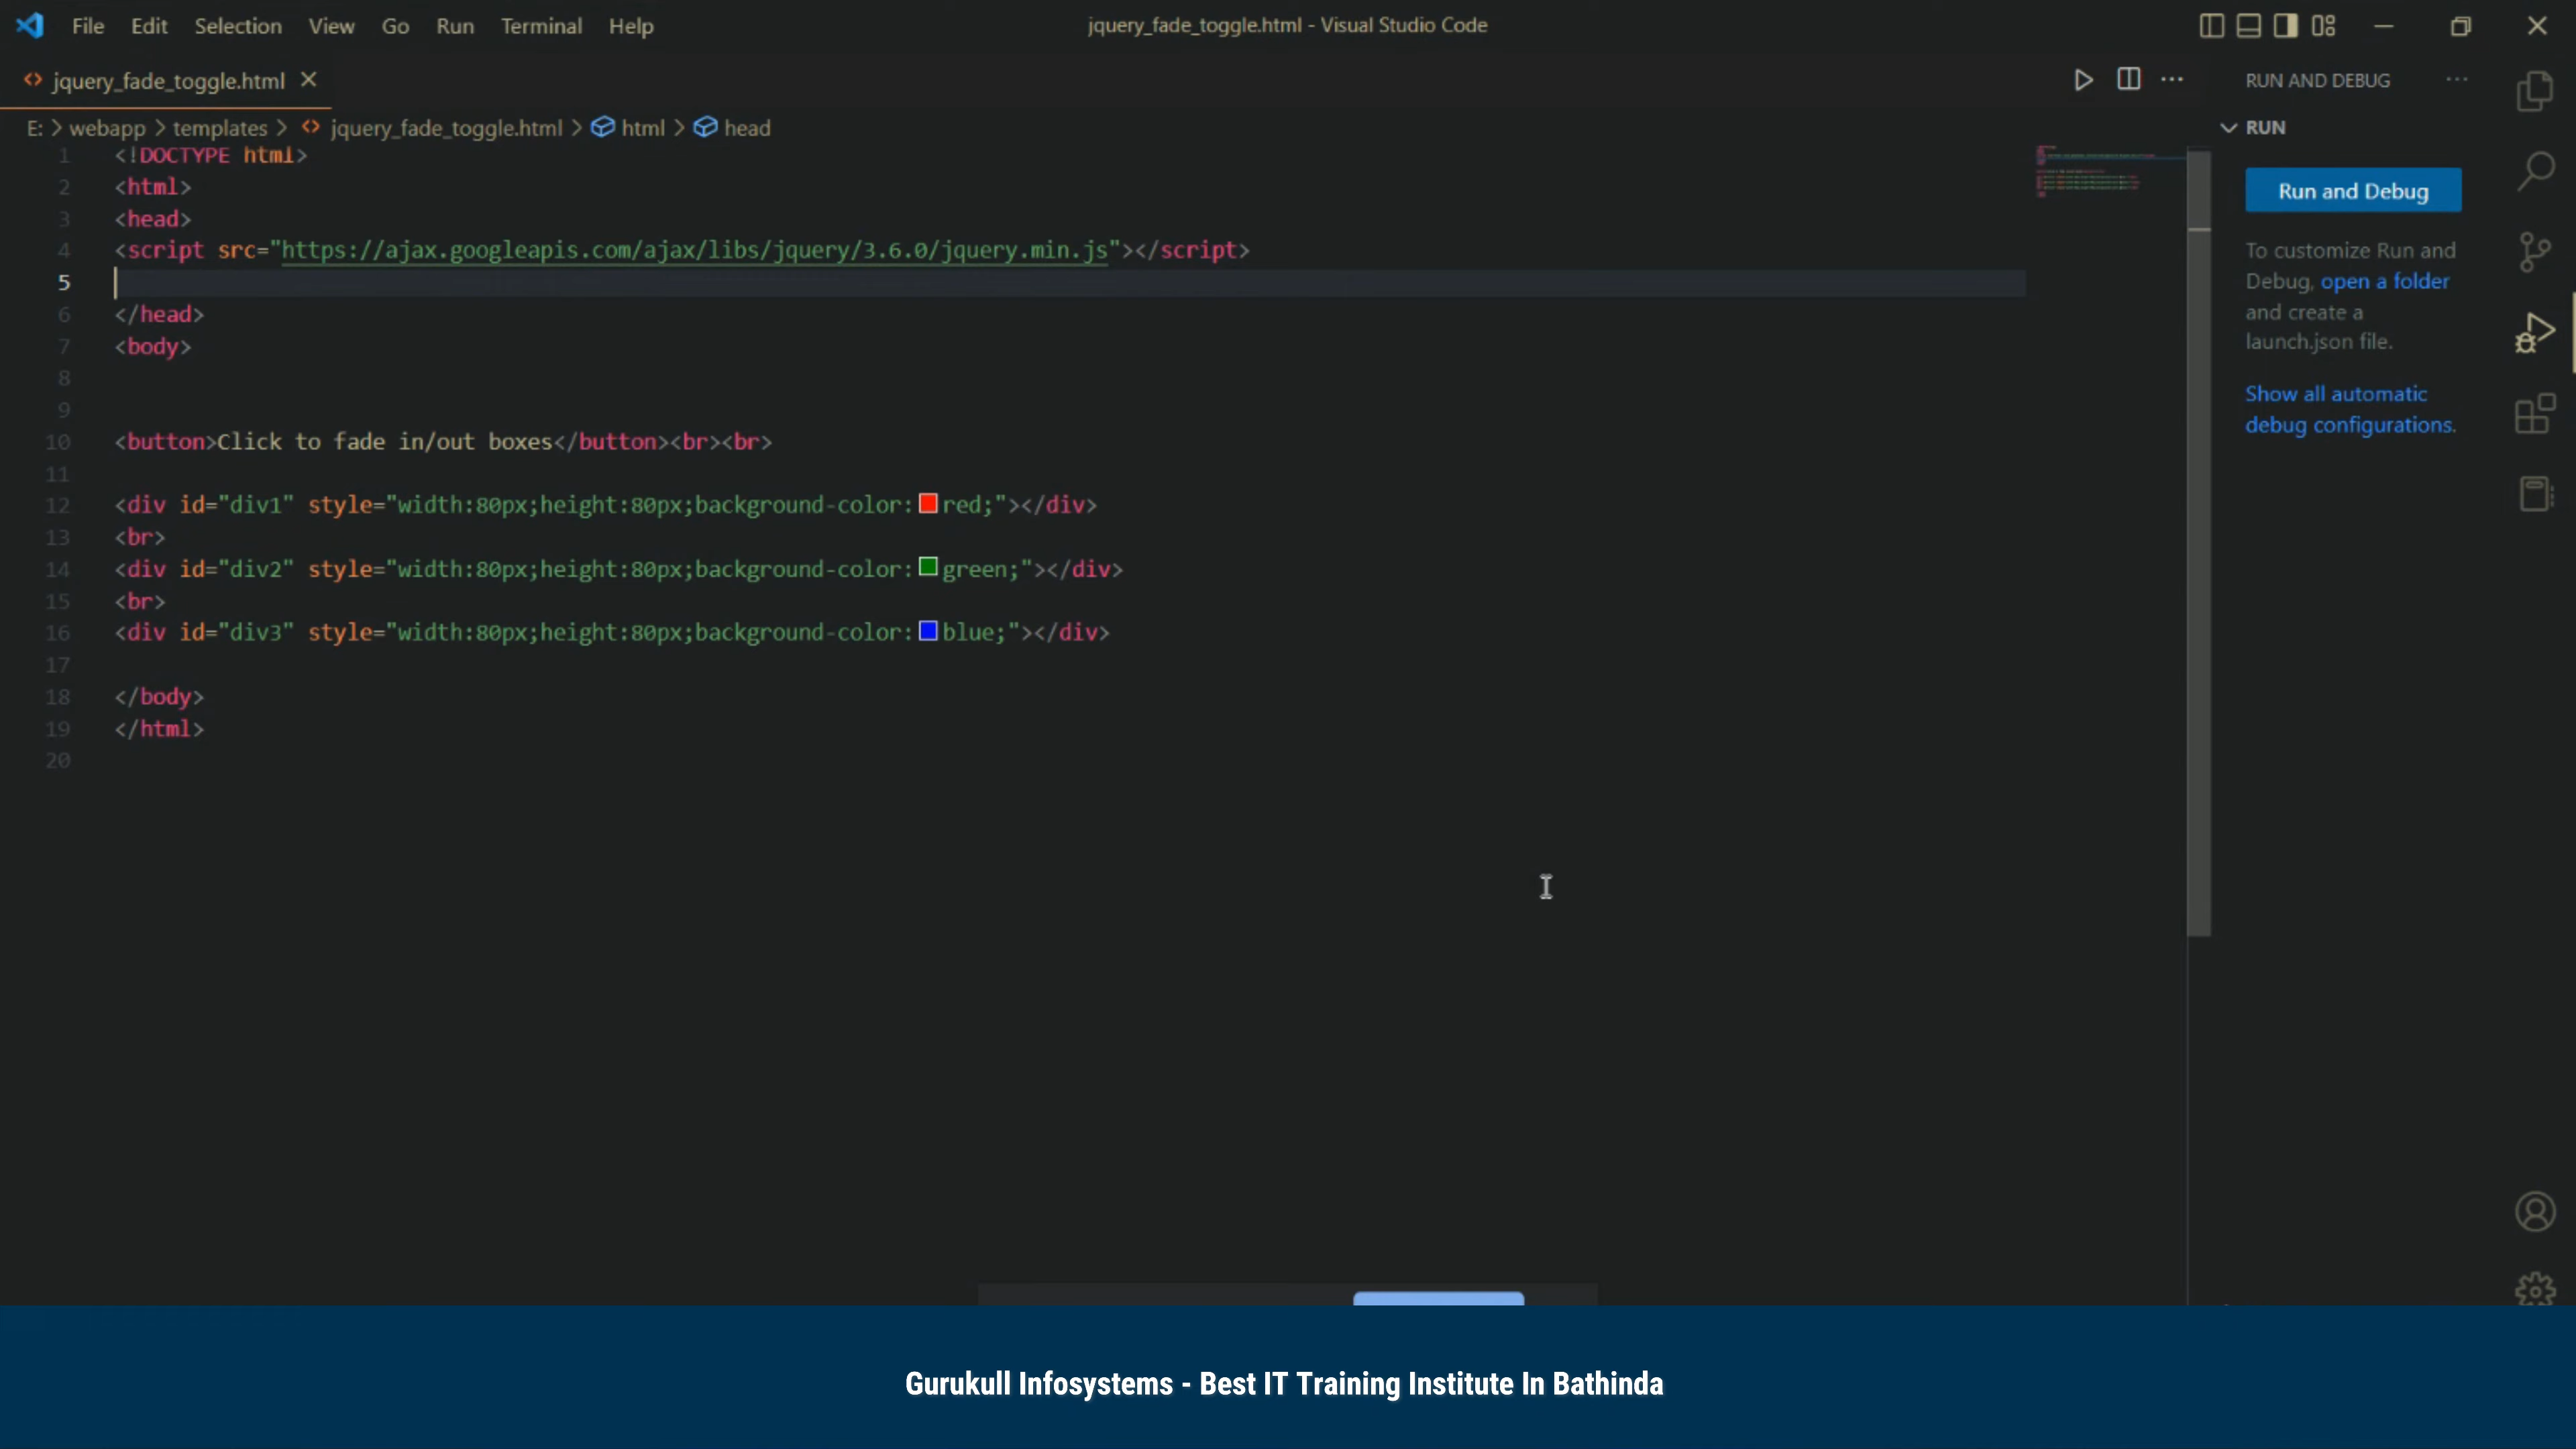 File Edit Selection View Go Run Terminal Help
jquery_fade_toggle.html - Visual Studio Code
jquery_fade_toggle.html
E: > webapp > templates > jquery_fade_toggle.html > html > head
1 <!DOCTYPE html>
2 <html>
3 <head>
4 <script src="https://ajax.googleapis.com/ajax/libs/jquery/3.6.0/jquery.min.js"></script>
5
6 </head>
7 <body>
8
9
10 <button>Click to fade in/out boxes</button><br><br>
11
12 <div id="div1" style="width:80px;height:80px;background-color:red;"></div>
13 <br>
14 <div id="div2" style="width:80px;height:80px;background-color:green;"></div>
15 <br>
16 <div id="div3" style="width:80px;height:80px;background-color:blue;"></div>
17
18 </body>
19 </html>
20
RUN AND DEBUG
RUN
Run and Debug
To customize Run and
Debug, open a folder
and create a
launch.json file.
Show all automatic
debug configurations.
Gurukull Infosystems - Best IT Training Institute In Bathinda